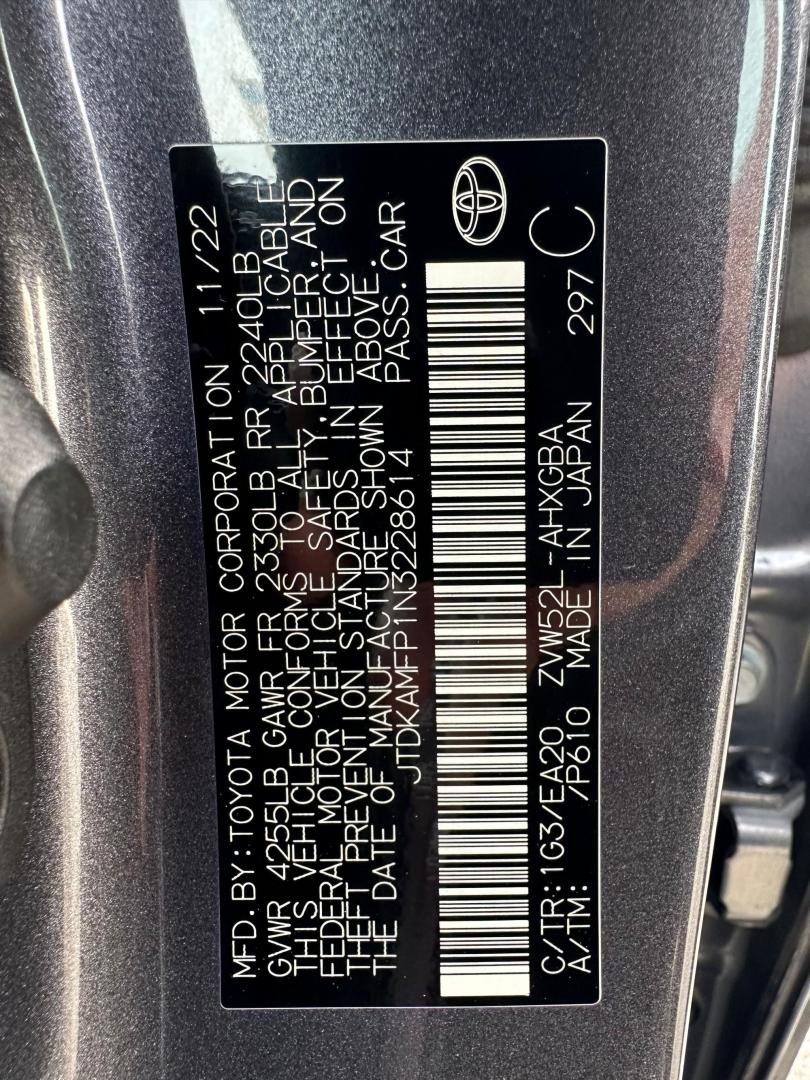 MFD.BY:TOYOTA MOTOR CORPORATION 11/22
GVWR 4255LB GAWR FR 2330LB RR 2240LB
THIS VEHICLE CONFORMS TO ALL APPLICABLE
FEDERAL MOTOR VEHICLE SAFETY, BUMPER, AND
THEFT PREVENTION STANDARDS IN EFFECT ON
THE DATE OF MANUFACTURE SHOWN ABOVE.
JTDKAMFP1N3228614 PASS.CAR
C/TR:1G3/EA20 ZVW52L-AHXGBA
A/TM: /P610 MADE IN JAPAN 297 C